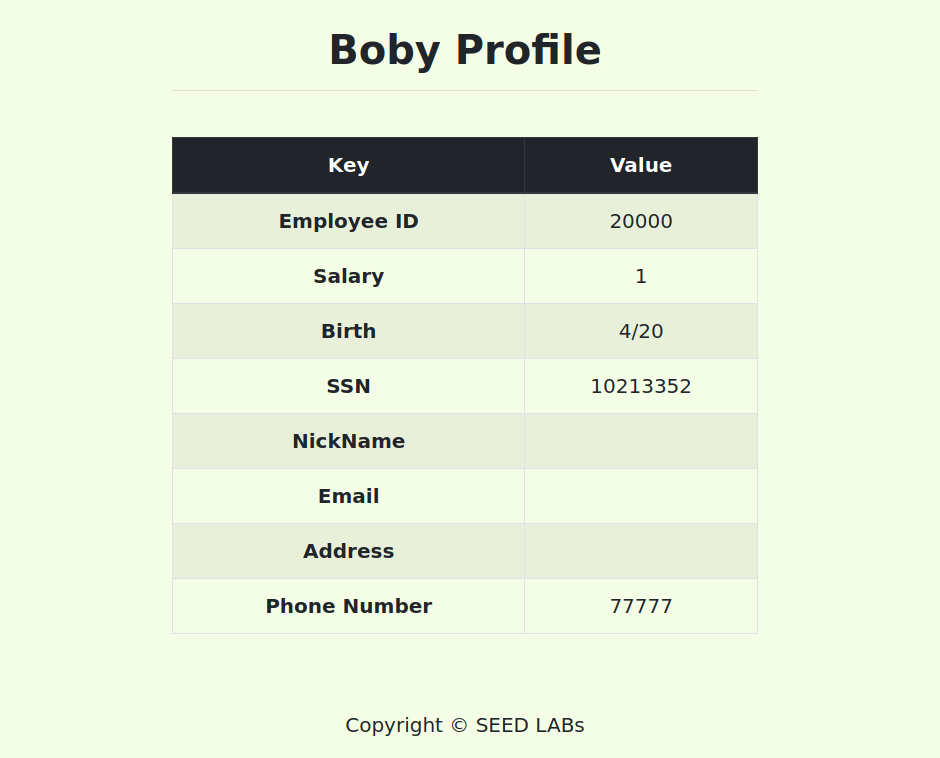 Boby Profile
Key Value
Employee ID 20000
Salary 1
Birth 4/20
SSN 10213352
NickName
Email
Address
Phone Number 77777
Copyright © SEED LABs